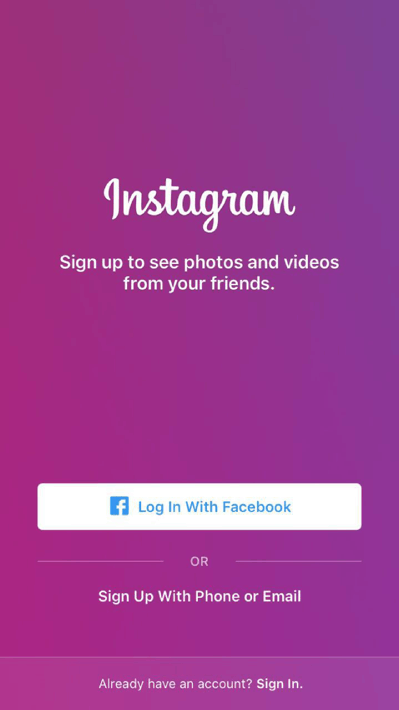 Instagram
Sign up to see photos and videos
from your friends.
Log In With Facebook
OR
Sign Up With Phone or Email
Already have an account? Sign In.